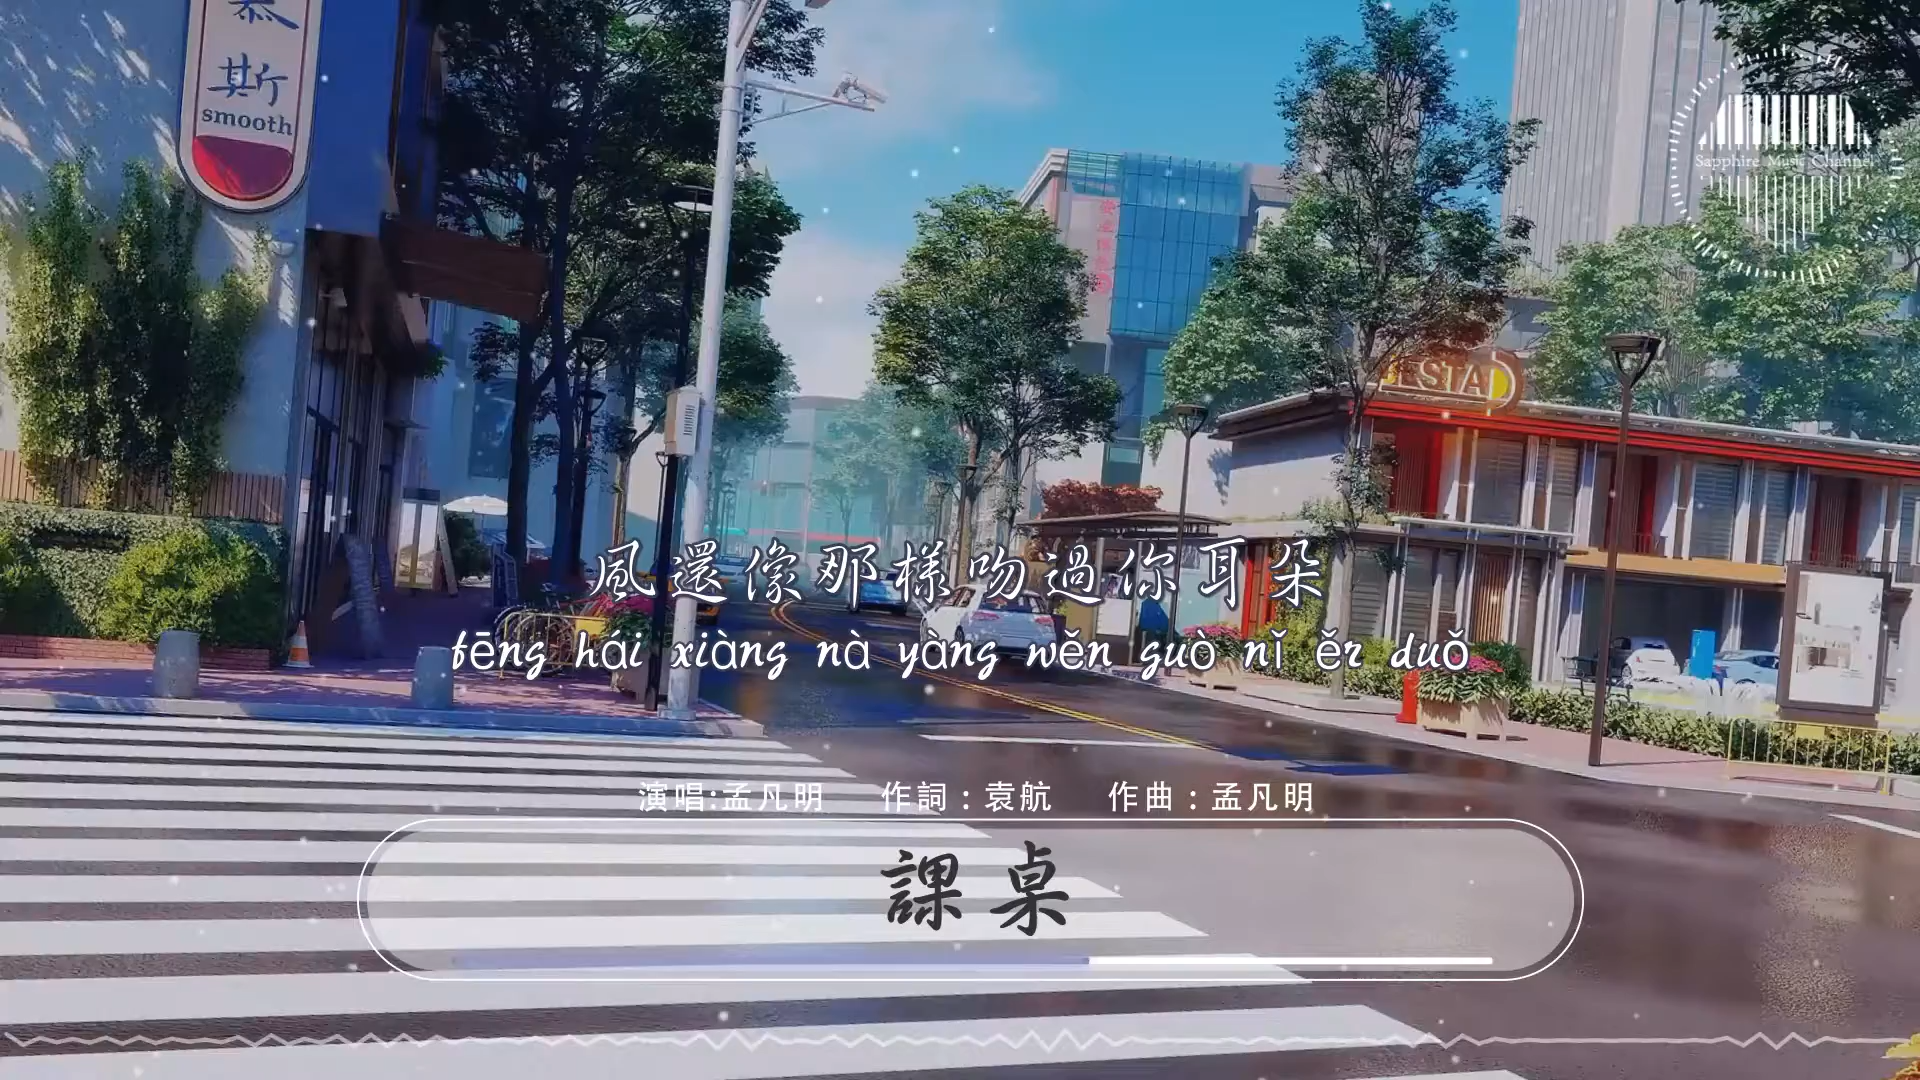 斯
smooth
Sapphire Music Channel
風還像那樣吻過你耳朵
fēng hái xiàng nà yàng wěn guò nǐ ěr duǒ
演唱:孟凡明 作詞：袁航 作曲：孟凡明
課桌